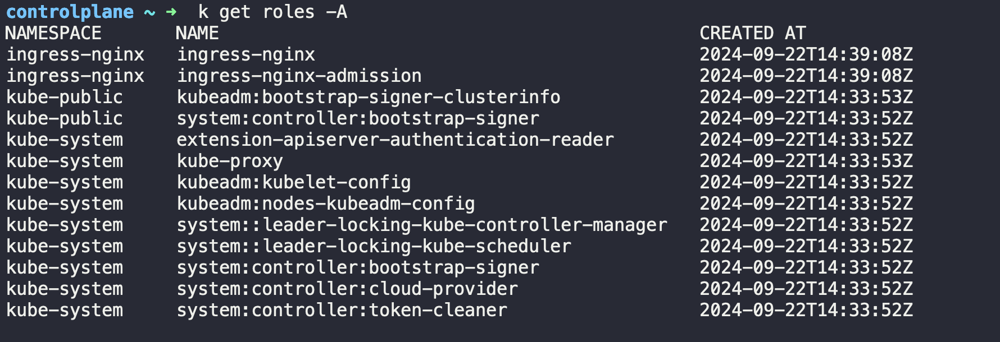 controlplane ~ ➜  k get roles -A
NAMESPACE       NAME                                             CREATED AT
ingress-nginx   ingress-nginx                                    2024-09-22T14:39:08Z
ingress-nginx   ingress-nginx-admission                          2024-09-22T14:39:08Z
kube-public     kubeadm:bootstrap-signer-clusterinfo             2024-09-22T14:33:53Z
kube-public     system:controller:bootstrap-signer               2024-09-22T14:33:52Z
kube-system     extension-apiserver-authentication-reader        2024-09-22T14:33:52Z
kube-system     kube-proxy                                       2024-09-22T14:33:53Z
kube-system     kubeadm:kubelet-config                           2024-09-22T14:33:52Z
kube-system     kubeadm:nodes-kubeadm-config                     2024-09-22T14:33:52Z
kube-system     system::leader-locking-kube-controller-manager   2024-09-22T14:33:52Z
kube-system     system::leader-locking-kube-scheduler            2024-09-22T14:33:52Z
kube-system     system:controller:bootstrap-signer               2024-09-22T14:33:52Z
kube-system     system:controller:cloud-provider                 2024-09-22T14:33:52Z
kube-system     system:controller:token-cleaner                  2024-09-22T14:33:52Z